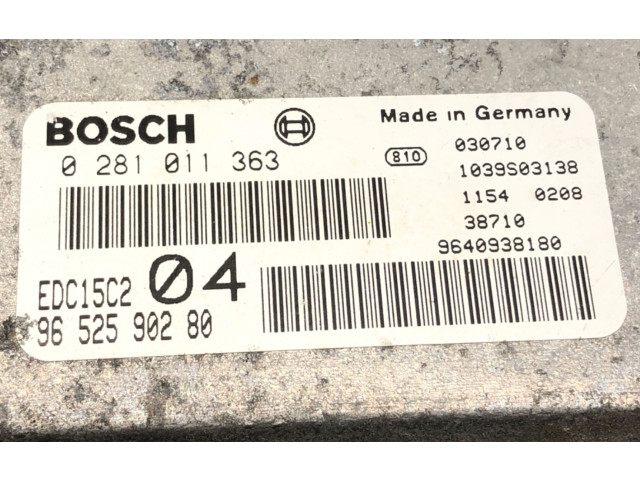 BOSCH
Made in Germany
0 281 011 363
810
030710
1039S03138
1154 0208
38710
9640938180
EDC15C2 04
96 525 902 80